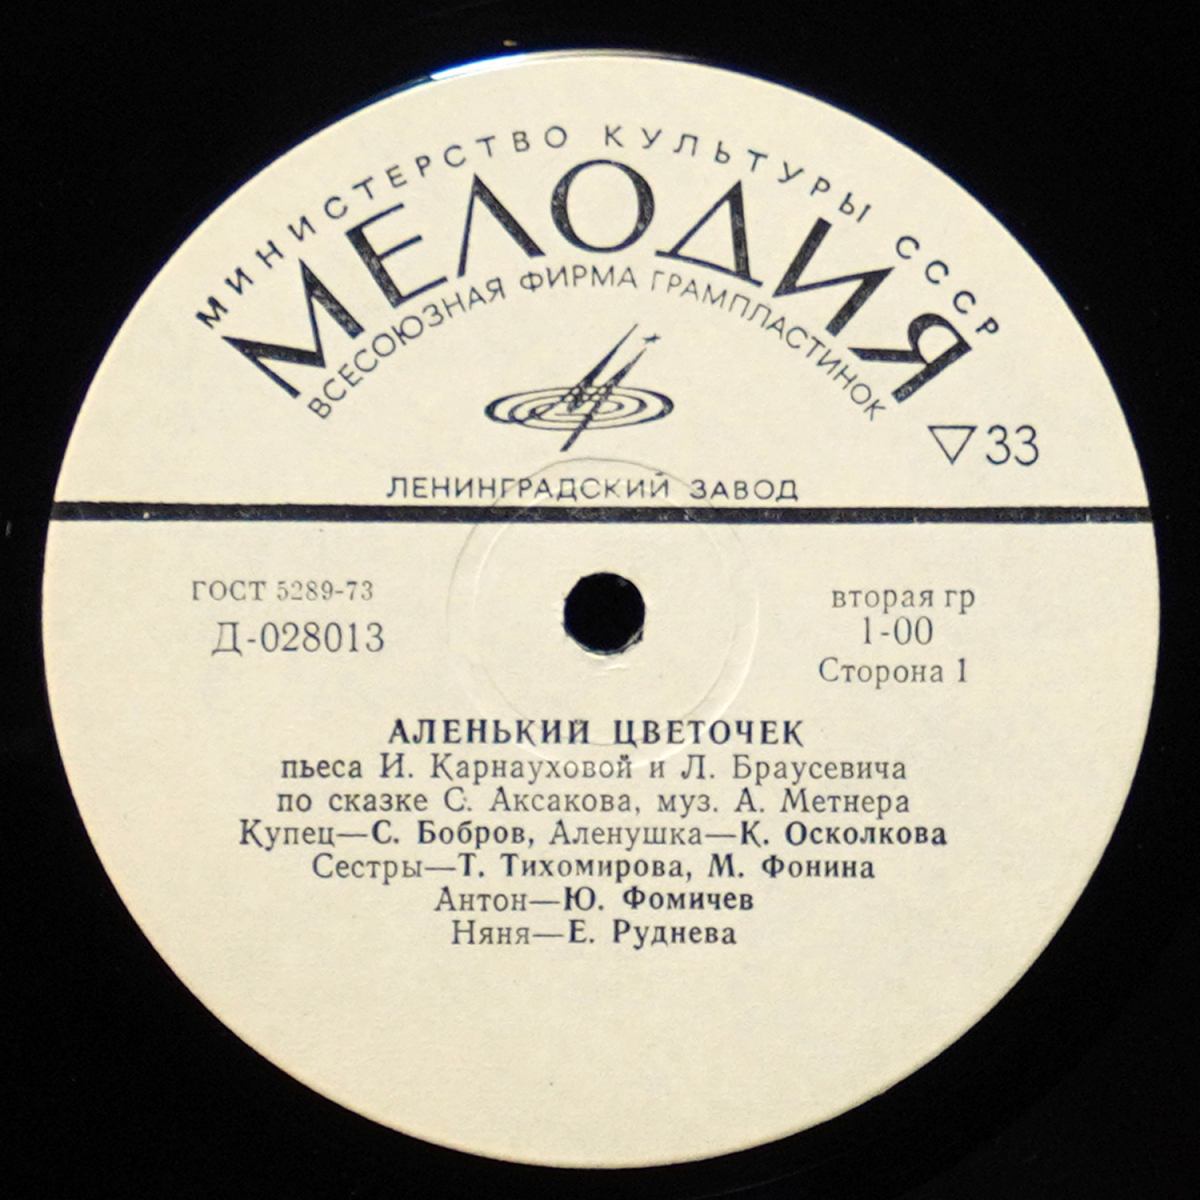 МИНИСТЕРСТВО КУЛЬТУРЫ СССР
МЕЛОДИЯ
ВСЕСОЮЗНАЯ ФИРМА ГРАМПЛАСТИНОК
33
ЛЕНИНГРАДСКИЙ ЗАВОД
ГОСТ 5289-73
Д-028013
вторая гр
1-00
Сторона 1
АЛЕНЬКИЙ ЦВЕТОЧЕК
пьеса И. Карнауховой и Л. Браусевича
по сказке С. Аксакова, муз. А. Метнера
Купец—С. Бобров, Аленушка—К. Осколкова
Сестры—Т. Тихомирова, М. Фонина
Антон—Ю. Фомичев
Няня—Е. Руднева